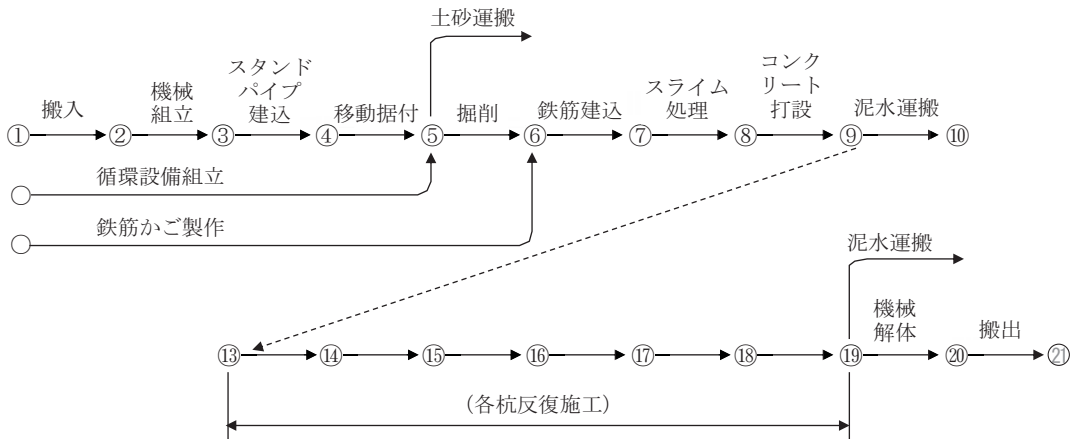 土砂運搬
搬入
機械
組立
スタンド
パイプ
建込
移動据付
掘削
鉄筋建込
スライム
処理
コンク
リート
打設
泥水運搬
① ② ③ ④ ⑤ ⑥ ⑦ ⑧ ⑨ ⑩
循環設備組立
鉄筋かご製作
泥水運搬
機械
解体
搬出
⑬ ⑭ ⑮ ⑯ ⑰ ⑱ ⑲ ⑳ ㉑
(各杭反復施工)